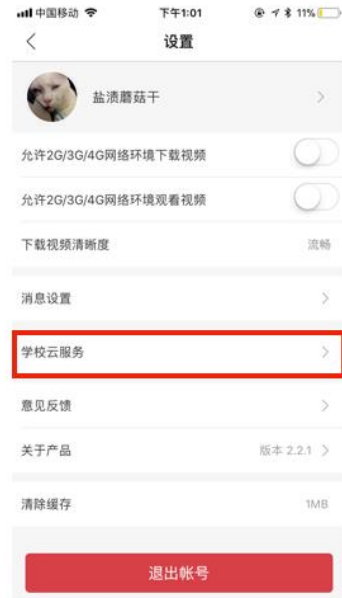 中国移动 下午1:01 11%
设置
盐渍蘑菇干
允许2G/3G/4G网络环境下载视频
允许2G/3G/4G网络环境观看视频
下载视频清晰度 流畅
消息设置
学校云服务
意见反馈
关于产品 版本 2.2.1
清除缓存 1MB
退出帐号